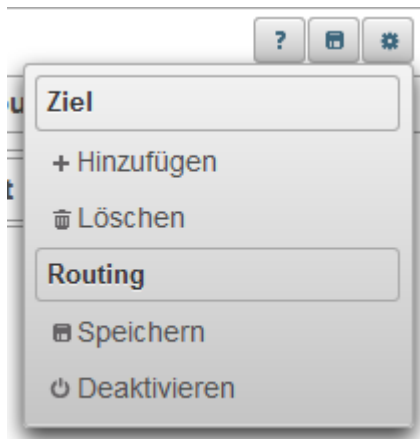 ?
Ziel
Hinzufügen
Löschen
Routing
Speichern
Deaktivieren